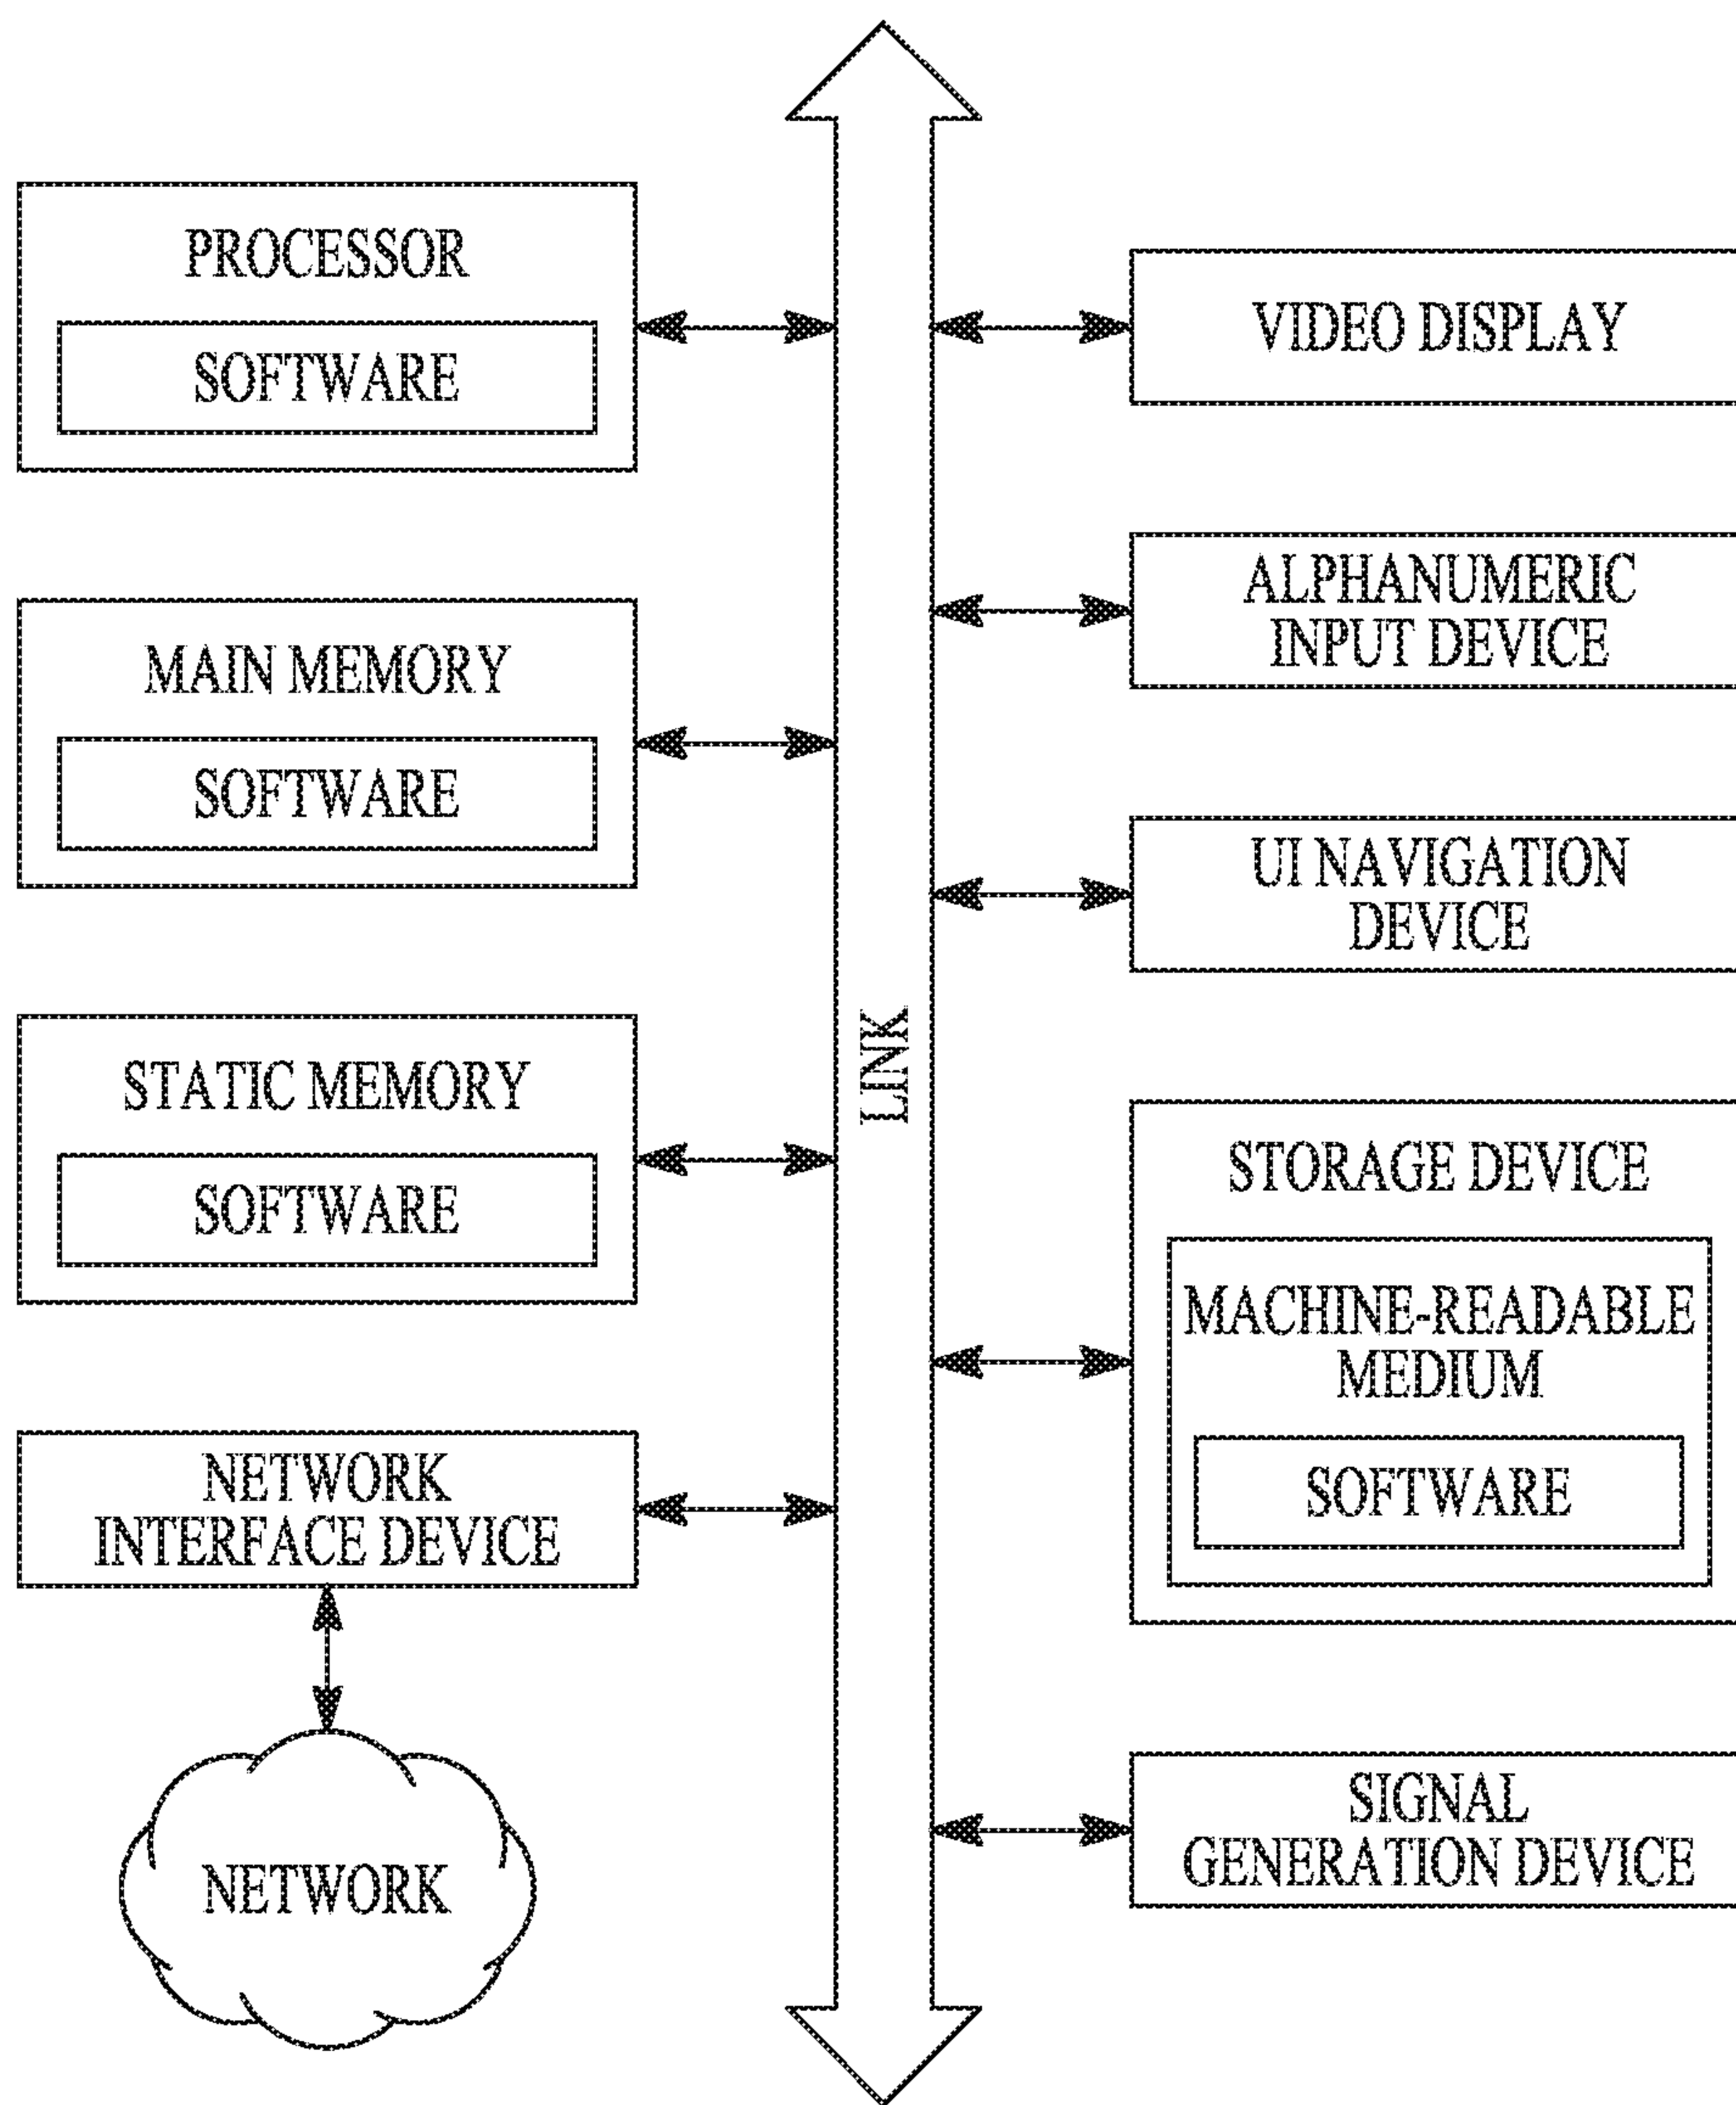 PROCESSOR
SOFTWARE
MAIN MEMORY
SOFTWARE
STATIC MEMORY
SOFTWARE
NETWORK
INTERFACE DEVICE
NETWORK
LINK
VIDEO DISPLAY
ALPHANUMERIC
INPUT DEVICE
UI NAVIGATION
DEVICE
STORAGE DEVICE
MACHINE-READABLE
MEDIUM
SOFTWARE
SIGNAL
GENERATION DEVICE